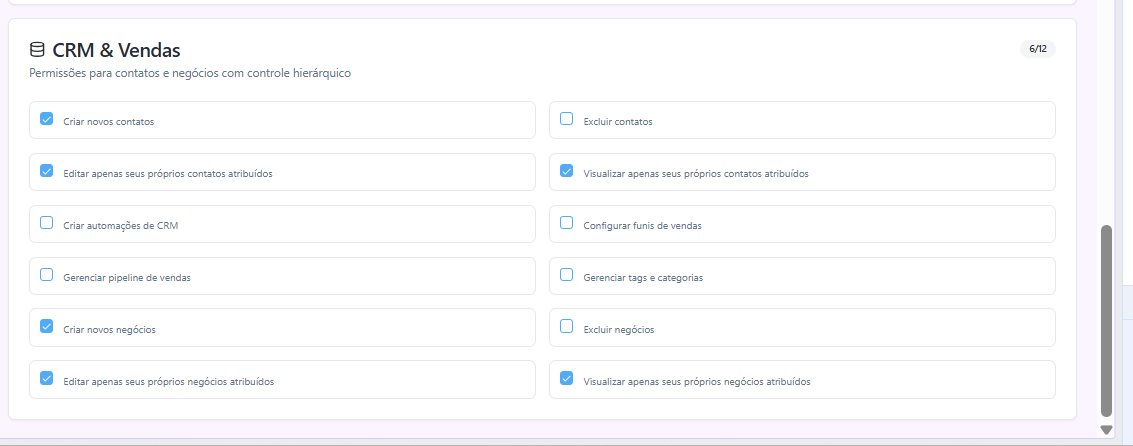 CRM & Vendas
6/12
Permissões para contatos e negócios com controle hierárquico
Criar novos contatos
Excluir contatos
Editar apenas seus próprios contatos atribuídos
Visualizar apenas seus próprios contatos atribuídos
Criar automações de CRM
Configurar funis de vendas
Gerenciar pipeline de vendas
Gerenciar tags e categorias
Criar novos negócios
Excluir negócios
Editar apenas seus próprios negócios atribuídos
Visualizar apenas seus próprios negócios atribuídos